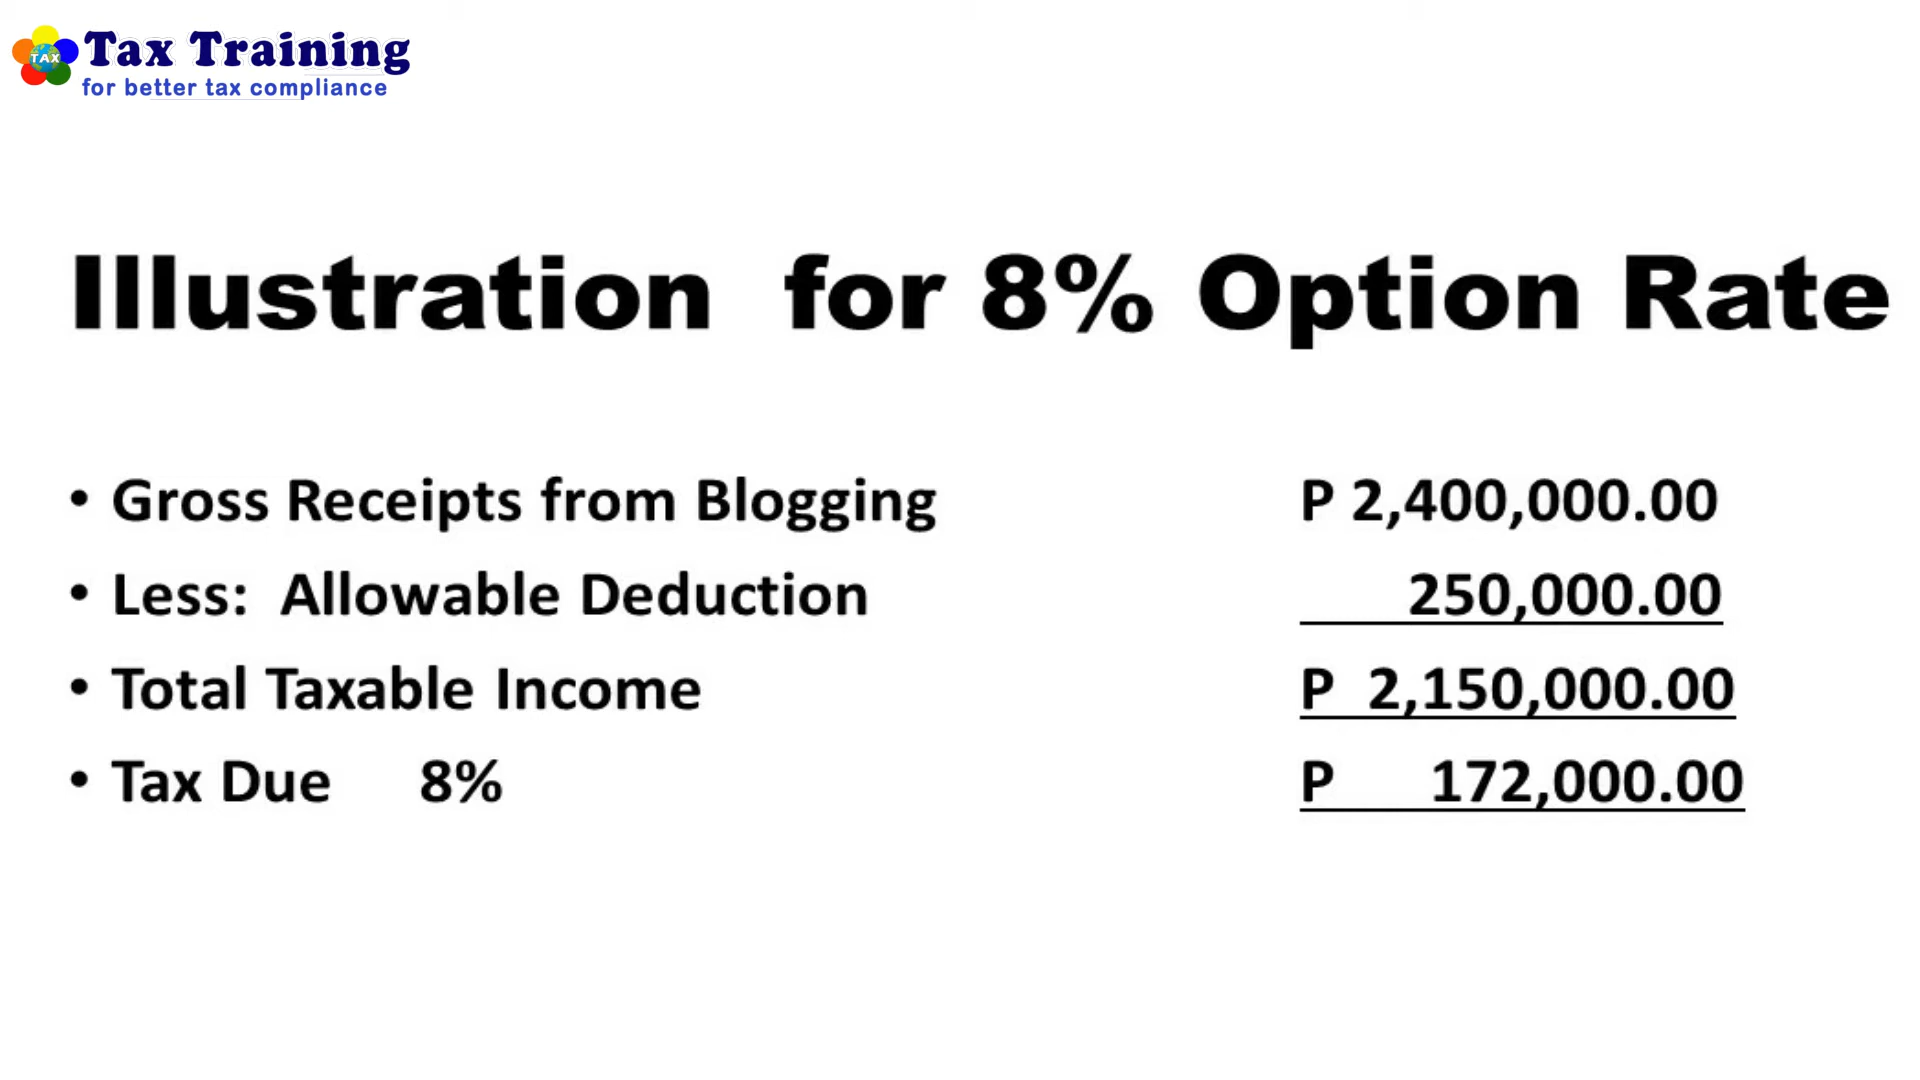 TAX
Tax Training
for better tax compliance
Illustration for 8% Option Rate
• Gross Receipts from Blogging P 2,400,000.00
• Less: Allowable Deduction 250,000.00
• Total Taxable Income P 2,150,000.00
• Tax Due 8% P 172,000.00